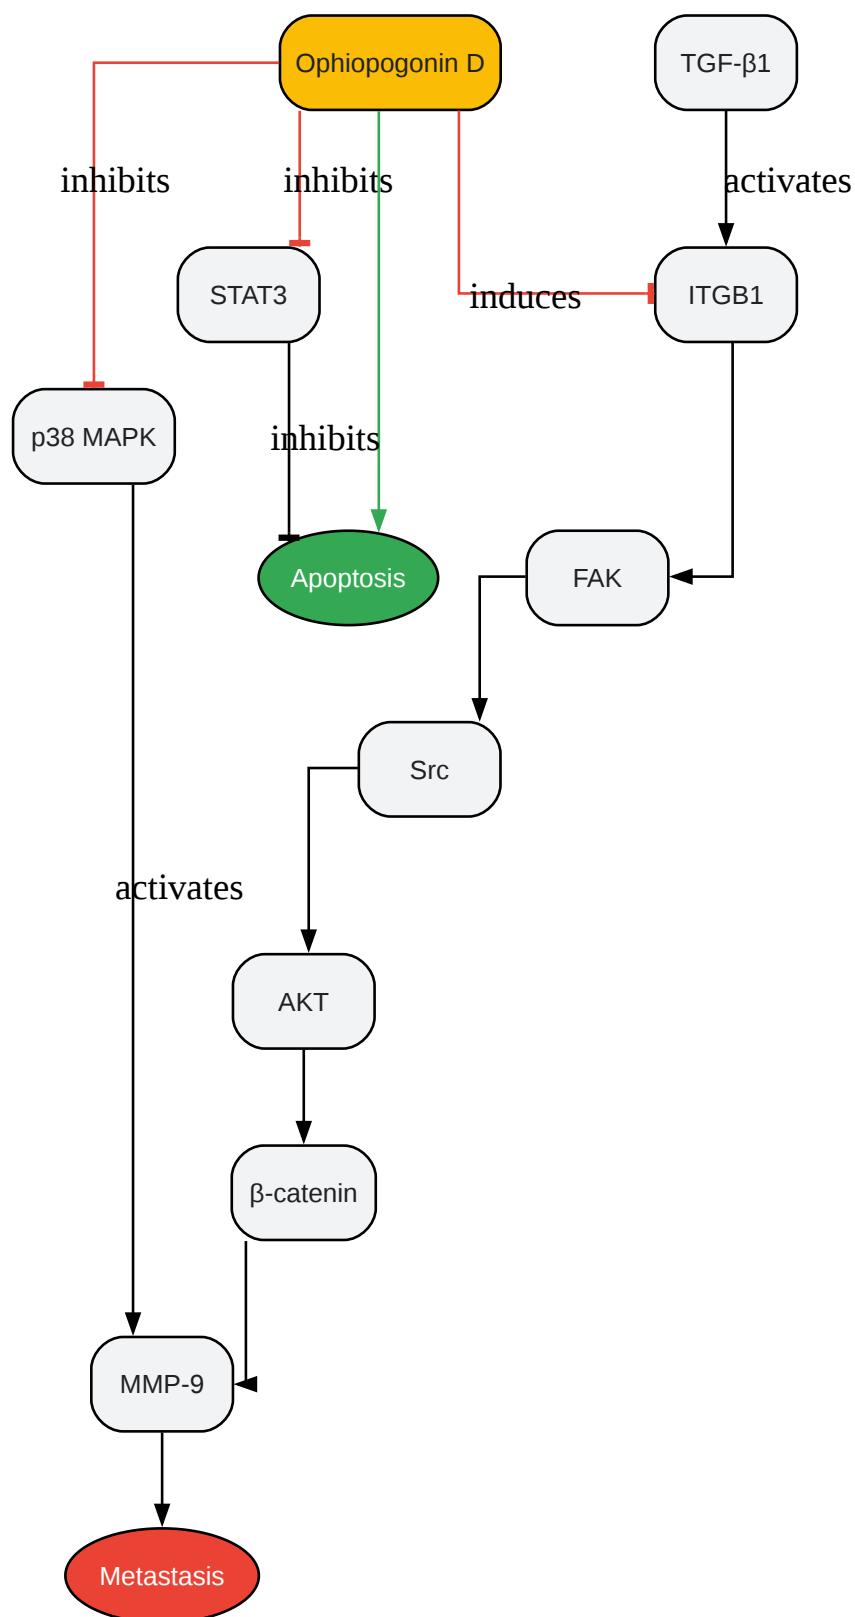 Ophiopogonin D
TGF-β1
inhibits
inhibits
activates
STAT3
induces
ITGB1
p38 MAPK
inhibits
Apoptosis
FAK
Src
activates
AKT
β-catenin
MMP-9
Metastasis